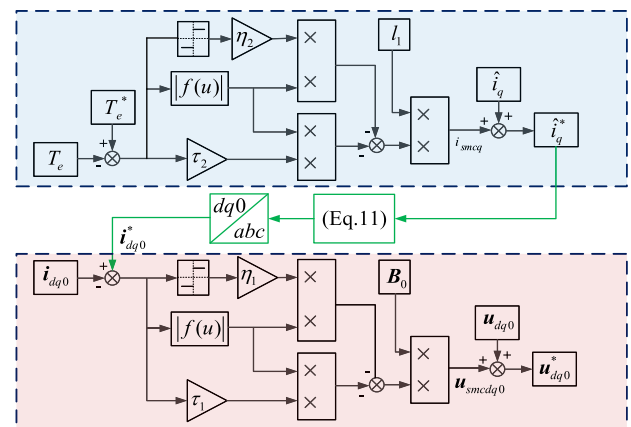 η₂
l₁
× ×
|f(u)|
T_e^*
î_q
+
-
T_e
τ₂
× ×
-
-
× ×
i_smcq
+
+
î_q^*
dq0
abc
(Eq.11)
i_dq0^*
+
-
i_dq0
η₁
× ×
B₀
|f(u)|
u_dq0
τ₁
× ×
-
-
× ×
u_smcdq0
+
+
u_dq0^*